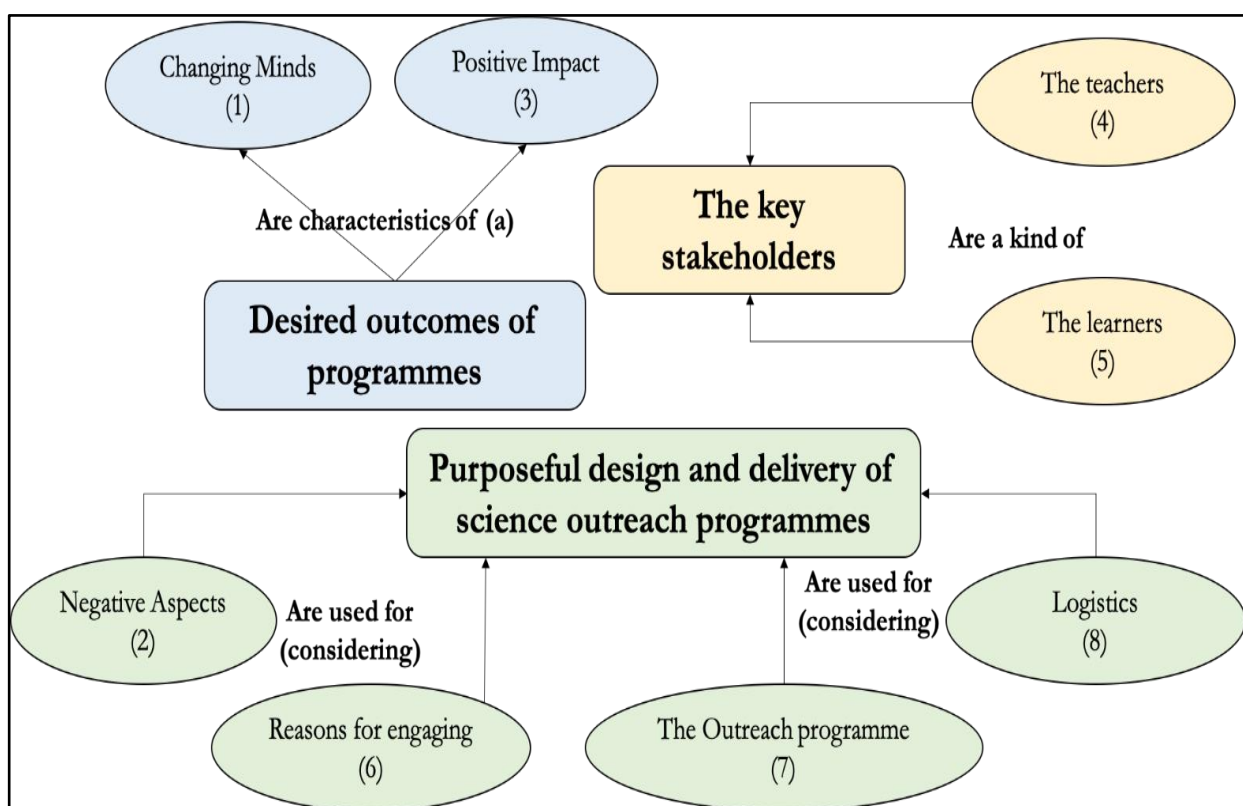 Changing Minds
(1)
Positive Impact
(3)
The teachers
(4)
Are characteristics of (a)
The key
stakeholders
Are a kind of
Desired outcomes of
programmes
The learners
(5)
Purposeful design and delivery of
science outreach programmes
Negative Aspects
(2)
Are used for
(considering)
Are used for
(considering)
Logistics
(8)
Reasons for engaging
(6)
The Outreach programme
(7)